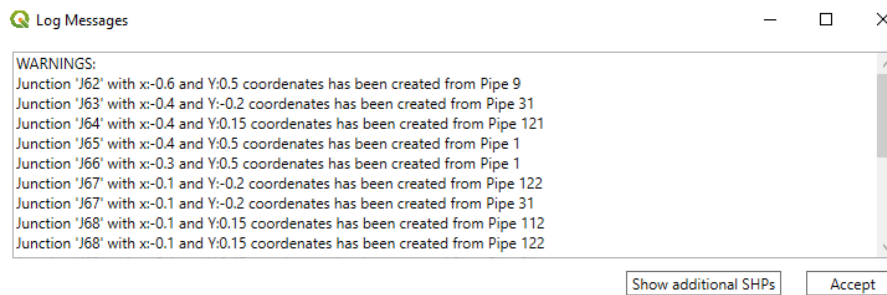 Log Messages
WARNINGS:
Junction 'J62' with x:-0.6 and Y:0.5 coordenates has been created from Pipe 9
Junction 'J63' with x:-0.4 and Y:-0.2 coordenates has been created from Pipe 31
Junction 'J64' with x:-0.4 and Y:0.15 coordenates has been created from Pipe 121
Junction 'J65' with x:-0.4 and Y:0.5 coordenates has been created from Pipe 1
Junction 'J66' with x:-0.3 and Y:0.5 coordenates has been created from Pipe 1
Junction 'J67' with x:-0.1 and Y:-0.2 coordenates has been created from Pipe 122
Junction 'J67' with x:-0.1 and Y:-0.2 coordenates has been created from Pipe 31
Junction 'J68' with x:-0.1 and Y:0.15 coordenates has been created from Pipe 112
Junction 'J68' with x:-0.1 and Y:0.15 coordenates has been created from Pipe 122
Show additional SHPs
Accept